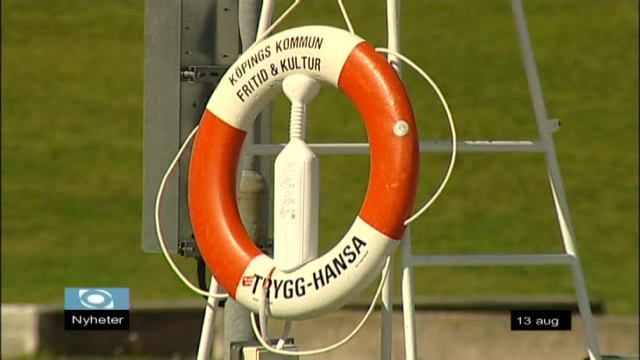 KÖPINGS KOMMUN
FRITID & KULTUR
TRYGG-HANSA
Nyheter
13 aug